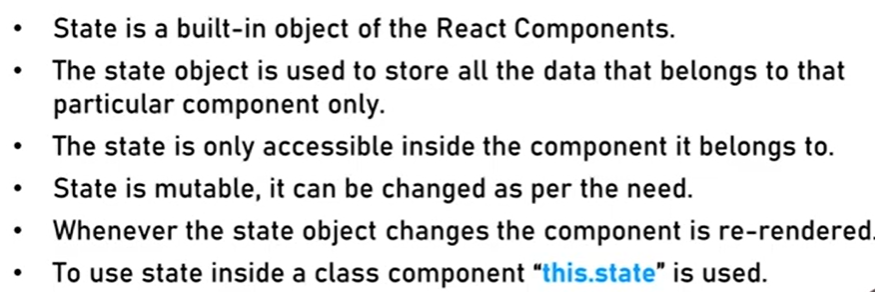 • State is a built-in object of the React Components.
• The state object is used to store all the data that belongs to that
particular component only.
• The state is only accessible inside the component it belongs to.
• State is mutable, it can be changed as per the need.
• Whenever the state object changes the component is re-rendered.
• To use state inside a class component “this.state” is used.